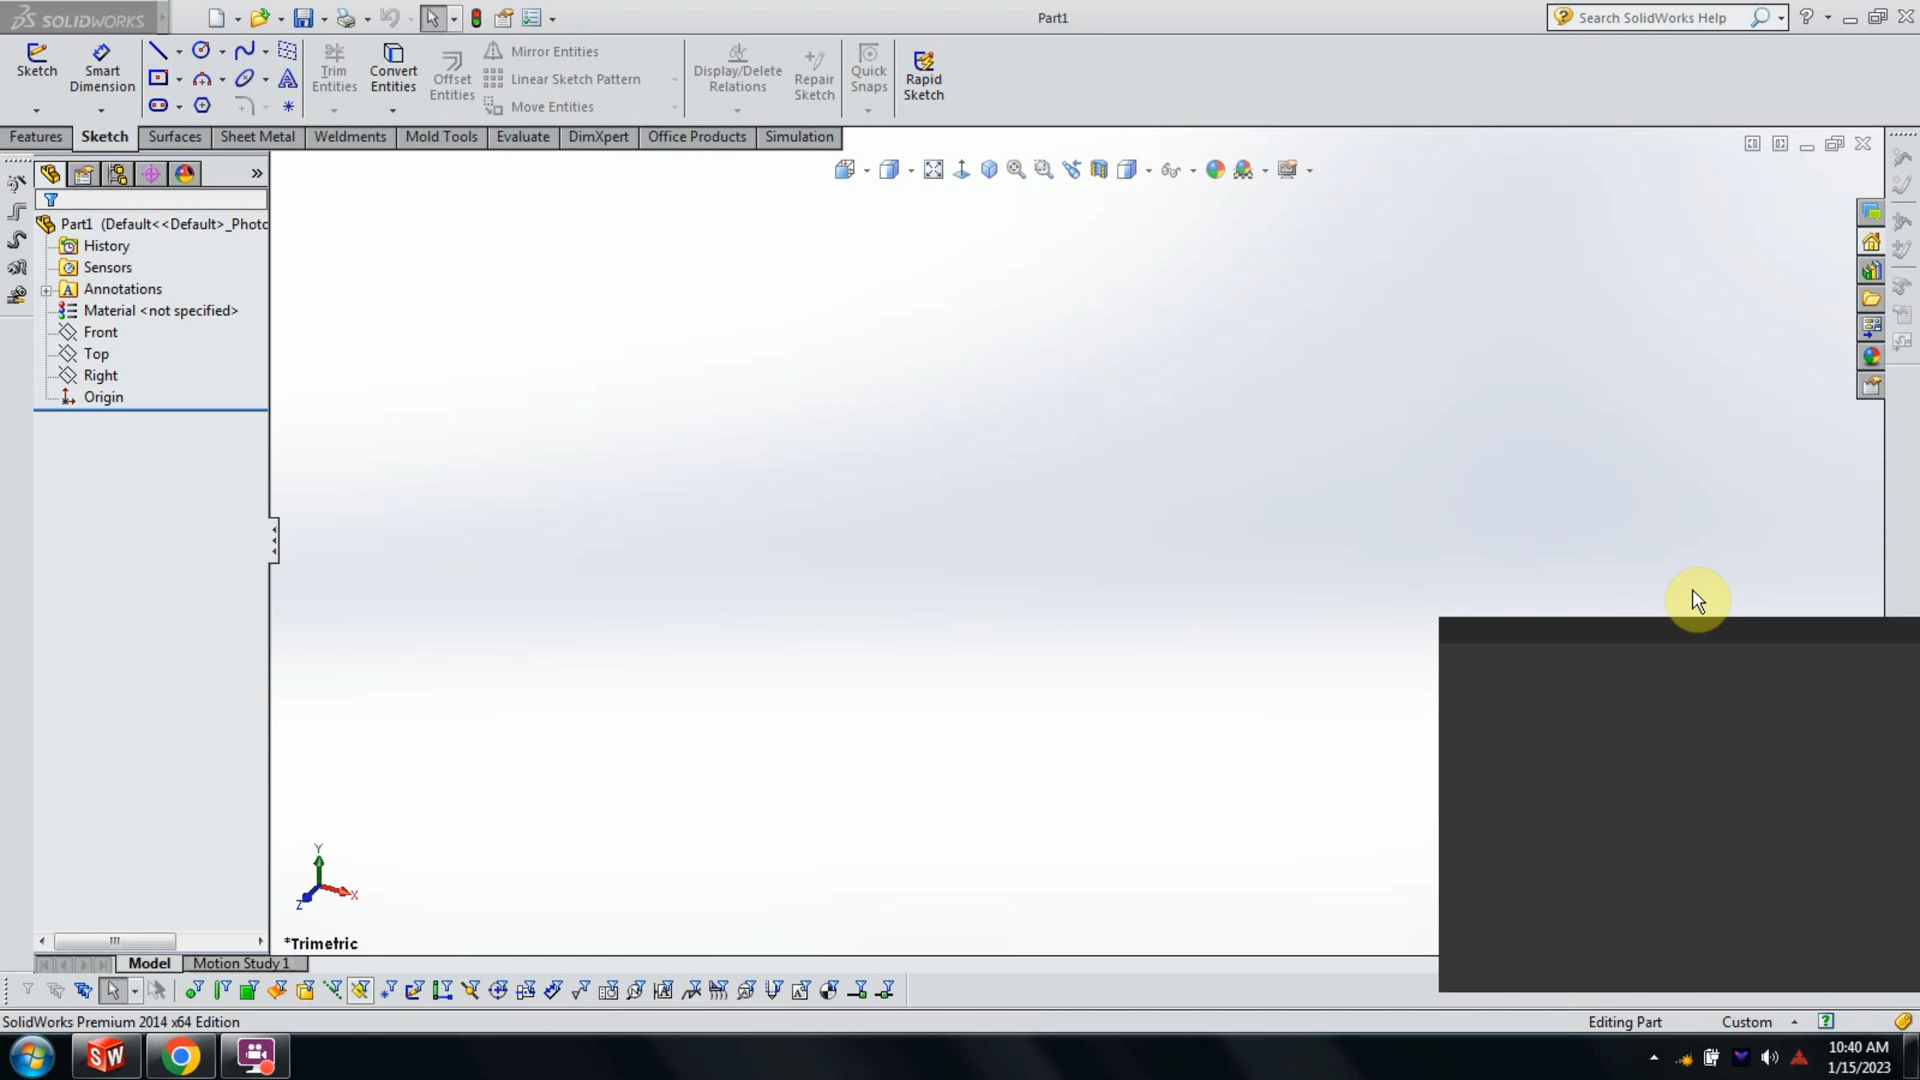 SOLIDWORKS
Part1
Search SolidWorks Help
Sketch
Smart Dimension
Trim Entities
Convert Entities
Offset Entities
Mirror Entities
Linear Sketch Pattern
Move Entities
Display/Delete Relations
Repair Sketch
Quick Snaps
Rapid Sketch
Features
Sketch
Surfaces
Sheet Metal
Weldments
Mold Tools
Evaluate
DimXpert
Office Products
Simulation
Part1 (Default<<Default>_Photo
History
Sensors
Annotations
Material <not specified>
Front
Top
Right
Origin
Y
X
Z
*Trimetric
Model
Motion Study 1
SolidWorks Premium 2014 x64 Edition
Editing Part
Custom
SW
10:40 AM
1/15/2023